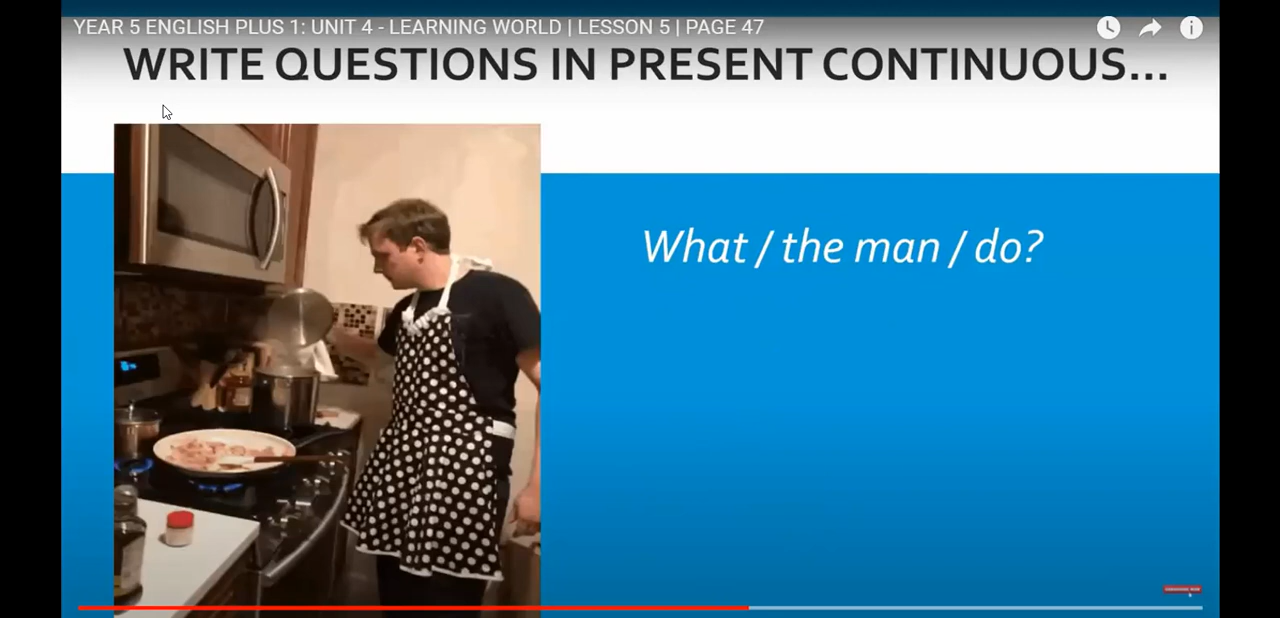 YEAR 5 ENGLISH PLUS 1: UNIT 4 - LEARNING WORLD | LESSON 5 | PAGE 47
WRITE QUESTIONS IN PRESENT CONTINUOUS...
What / the man / do?